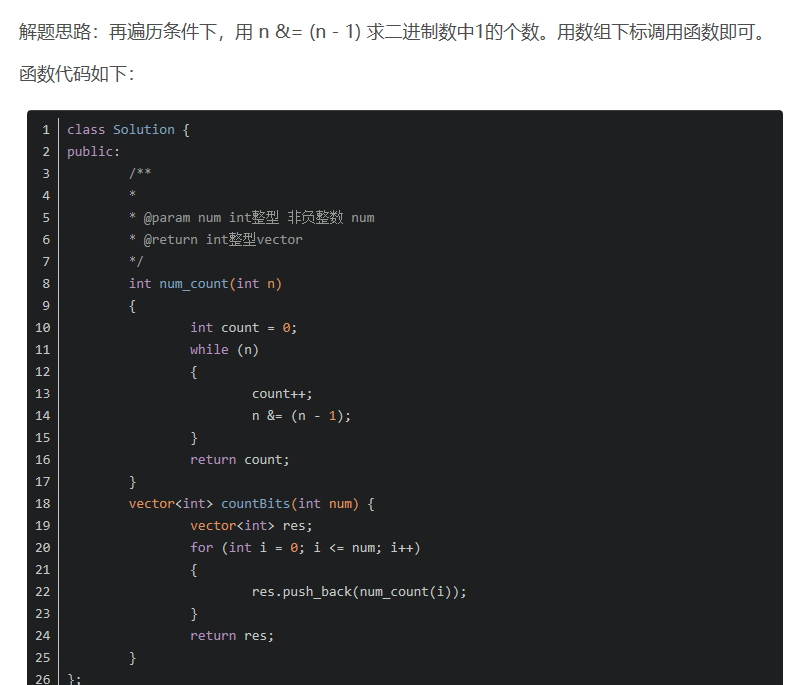 解题思路：再遍历条件下，用 n &= (n - 1) 求二进制数中1的个数。用数组下标调用函数即可。
函数代码如下：
1 class Solution {
2 public:
3 /**
4 *
5 * @param num int整型 非负整数 num
6 * @return int整型vector
7 */
8 int num_count(int n)
9 {
10 int count = 0;
11 while (n)
12 {
13 count++;
14 n &= (n - 1);
15 }
16 return count;
17 }
18 vector<int> countBits(int num) {
19 vector<int> res;
20 for (int i = 0; i <= num; i++)
21 {
22 res.push_back(num_count(i));
23 }
24 return res;
25 }
26 };